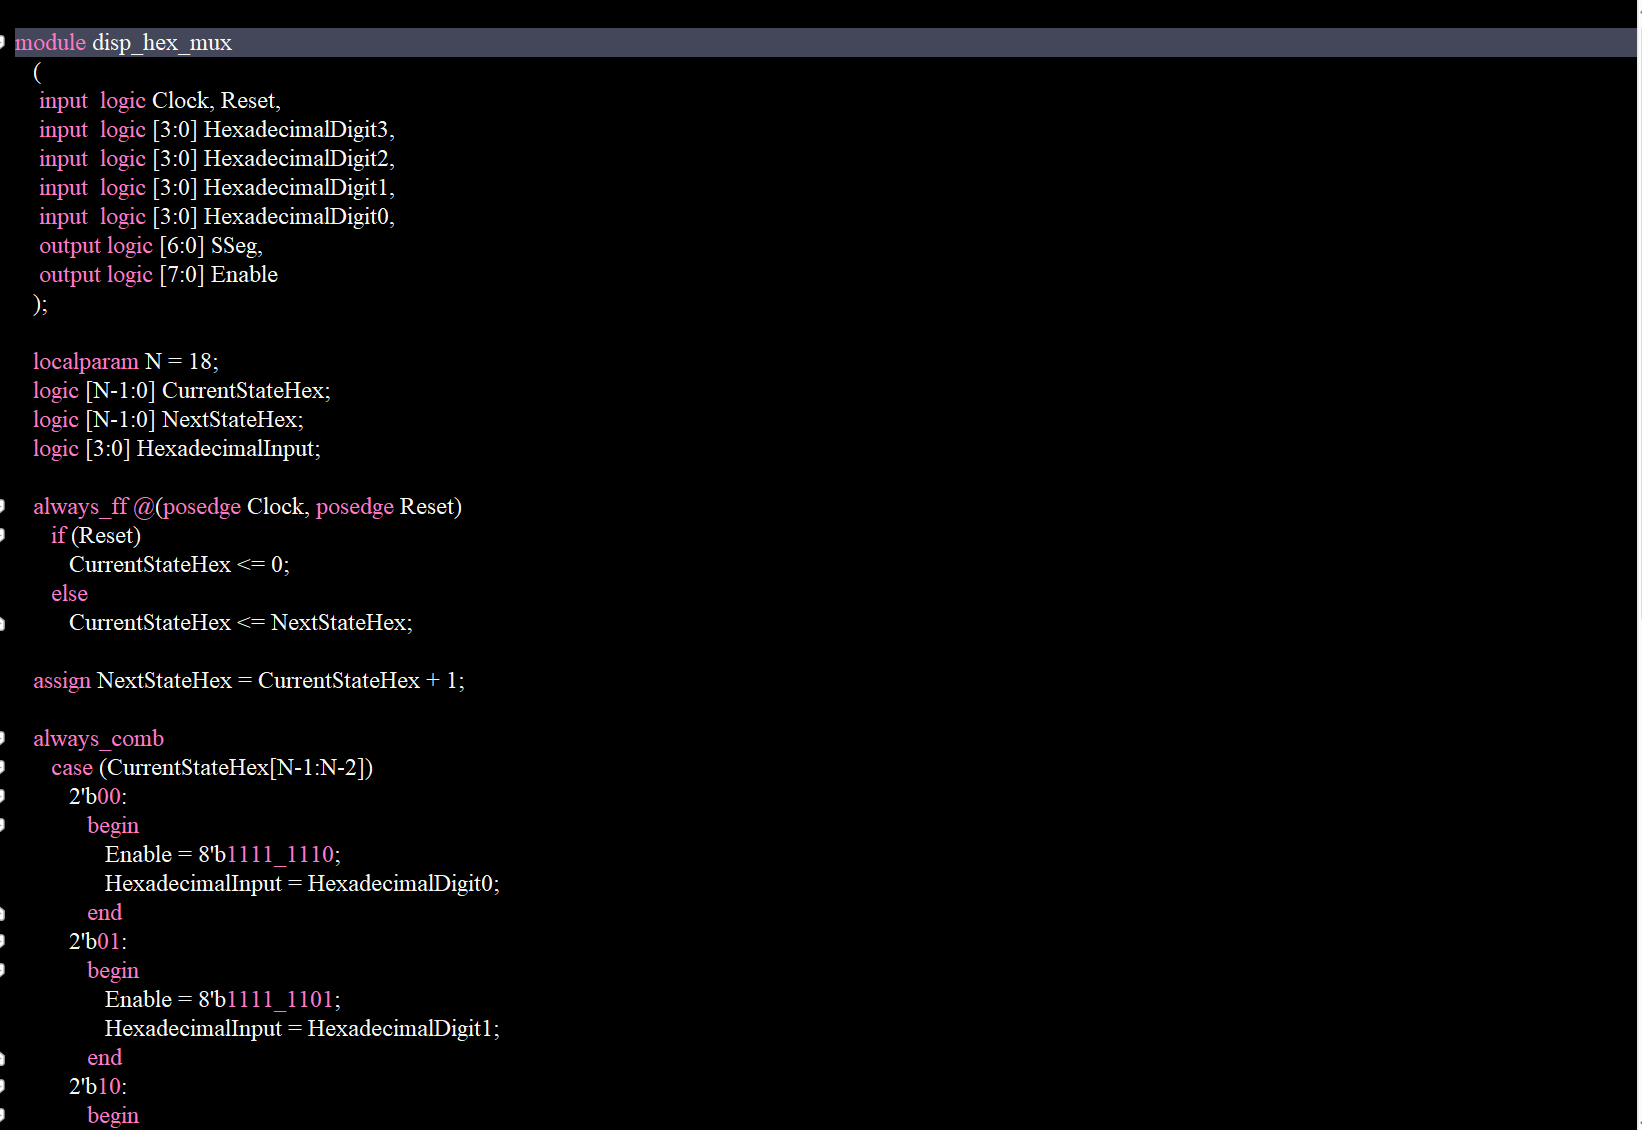 module disp_hex_mux
(
input logic Clock, Reset,
input logic [3:0] HexadecimalDigit3,
input logic [3:0] HexadecimalDigit2,
input logic [3:0] HexadecimalDigit1,
input logic [3:0] HexadecimalDigit0,
output logic [6:0] SSeg,
output logic [7:0] Enable
);
localparam N = 18;
logic [N-1:0] CurrentStateHex;
logic [N-1:0] NextStateHex;
logic [3:0] HexadecimalInput;
always_ff @(posedge Clock, posedge Reset)
if (Reset)
CurrentStateHex <= 0;
else
CurrentStateHex <= NextStateHex;
assign NextStateHex = CurrentStateHex + 1;
always_comb
case (CurrentStateHex[N-1:N-2])
2'b00:
begin
Enable = 8'b1111_1110;
HexadecimalInput = HexadecimalDigit0;
end
2'b01:
begin
Enable = 8'b1111_1101;
HexadecimalInput = HexadecimalDigit1;
end
2'b10:
begin